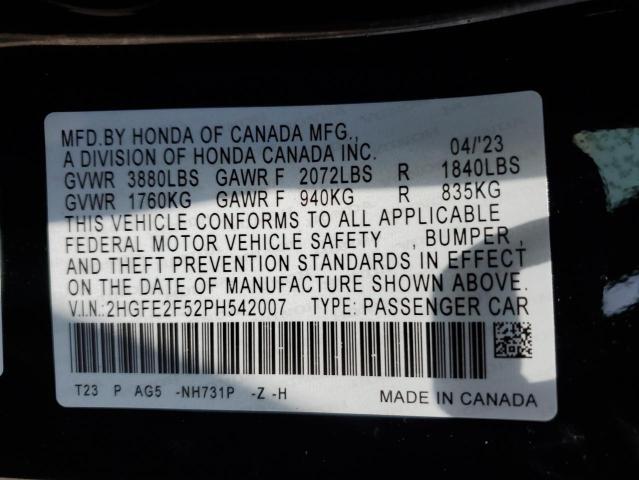 MFD.BY HONDA OF CANADA MFG.,
A DIVISION OF HONDA CANADA INC. 04/'23
GVWR 3880LBS GAWR F 2072LBS R 1840LBS
GVWR 1760KG GAWR F 940KG R 835KG
THIS VEHICLE CONFORMS TO ALL APPLICABLE
FEDERAL MOTOR VEHICLE SAFETY , BUMPER ,
AND THEFT PREVENTION STANDARDS IN EFFECT
ON THE DATE OF MANUFACTURE SHOWN ABOVE.
V.I.N.: 2HGFE2F52PH542007 TYPE: PASSENGER CAR
T23 P AG5 -NH731P -Z -H
MADE IN CANADA